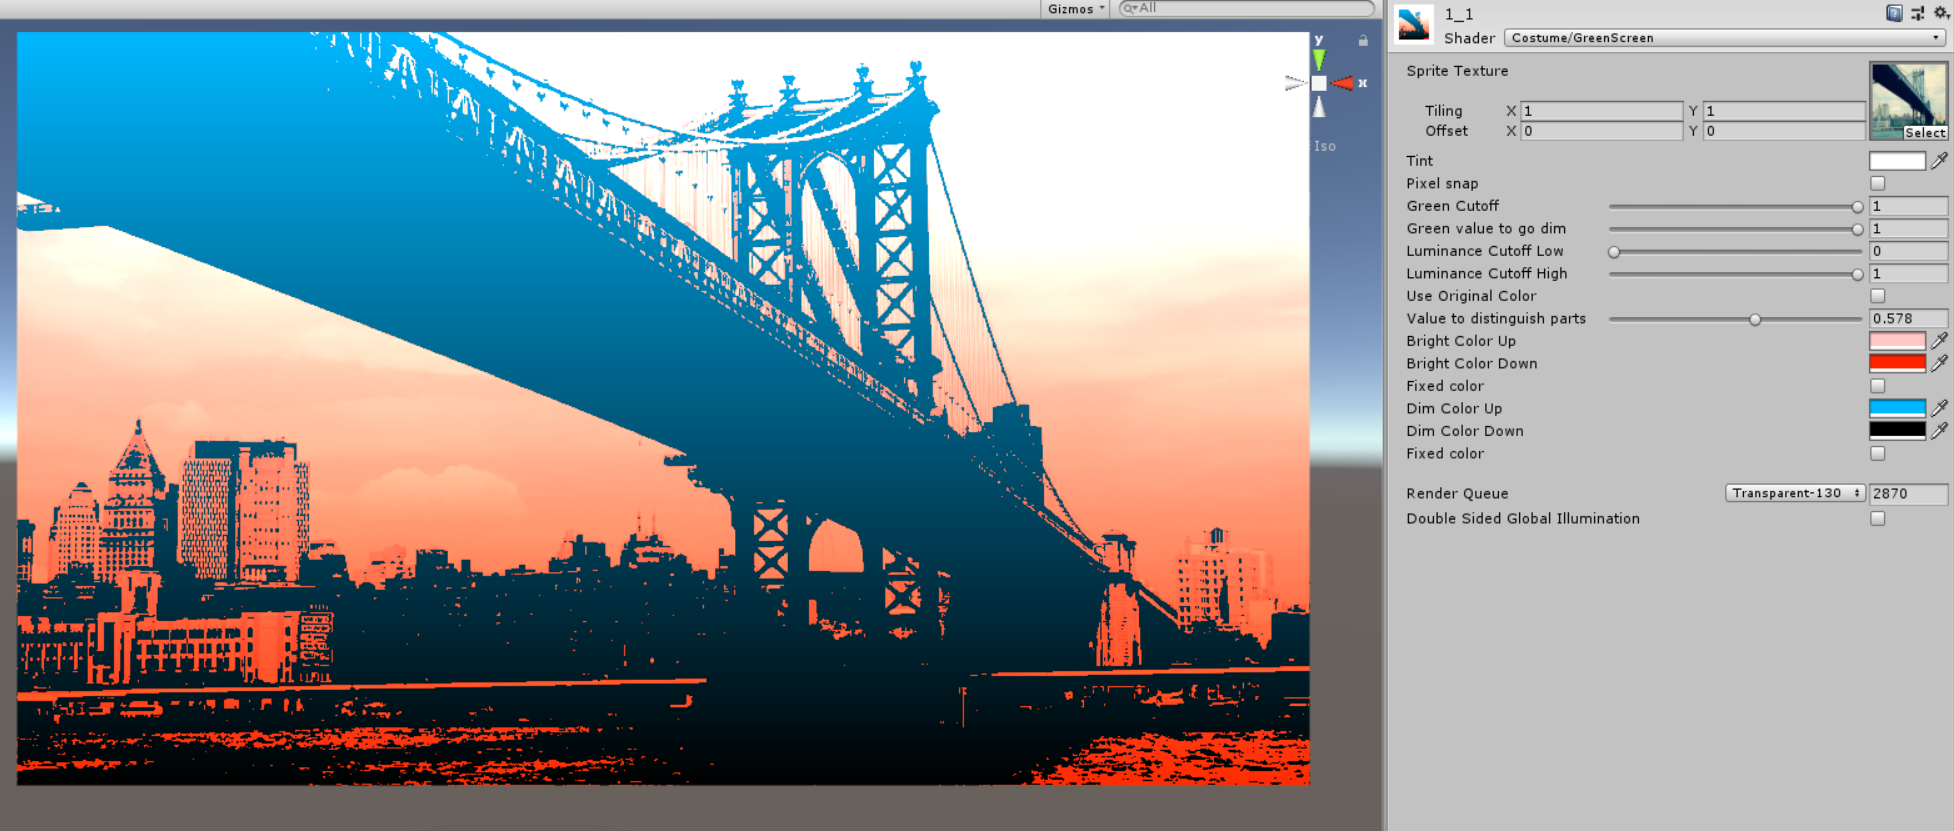 Gizmos
All
y
x
Iso
1_1
Shader Costume/GreenScreen
Sprite Texture
Tiling X 1 Y 1
Offset X 0 Y 0
Select
Tint
Pixel snap
Green Cutoff 1
Green value to go dim 1
Luminance Cutoff Low 0
Luminance Cutoff High 1
Use Original Color
Value to distinguish parts 0.578
Bright Color Up
Bright Color Down
Fixed color
Dim Color Up
Dim Color Down
Fixed color
Render Queue Transparent-130 2870
Double Sided Global Illumination